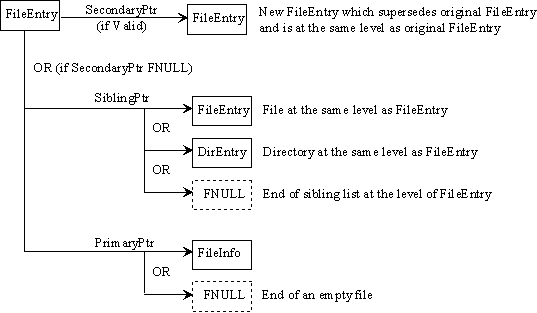 FileEntry
SecondaryPtr
(if Valid)
FileEntry
New FileEntry which supersedes original FileEntry
and is at the same level as original FileEntry
OR (if SecondaryPtr FNULL)
SiblingPtr
FileEntry
File at the same level as FileEntry
OR
DirEntry
Directory at the same level as FileEntry
OR
FNULL
End of sibling list at the level of FileEntry
PrimaryPtr
FileInfo
OR
FNULL
End of an empty file